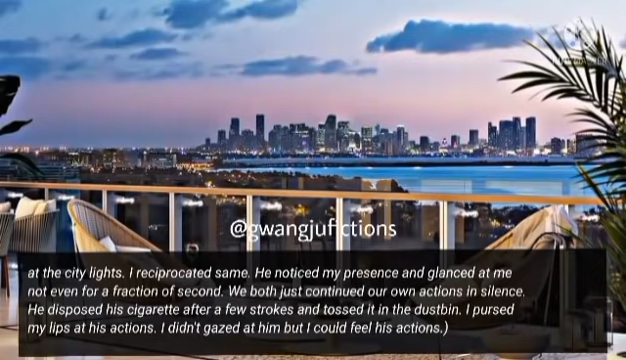 @gwangjufictions
at the city lights. I reciprocated same. He noticed my presence and glanced at me
not even for a fraction of second. We both just continued our own actions in silence.
He disposed his cigarette after a few strokes and tossed it in the dustbin. I pursed
my lips at his actions. I didn't gazed at him but I could feel his actions.)